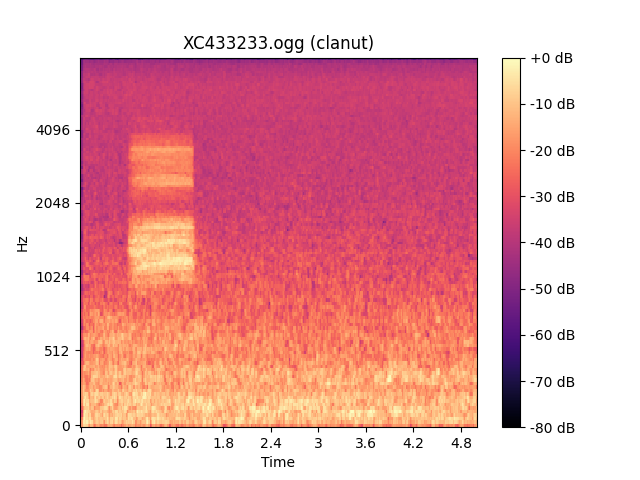 XC433233.ogg (clanut)
Hz
4096
2048
1024
512
0
0 0.6 1.2 1.8 2.4 3 3.6 4.2 4.8
Time
+0 dB
-10 dB
-20 dB
-30 dB
-40 dB
-50 dB
-60 dB
-70 dB
-80 dB